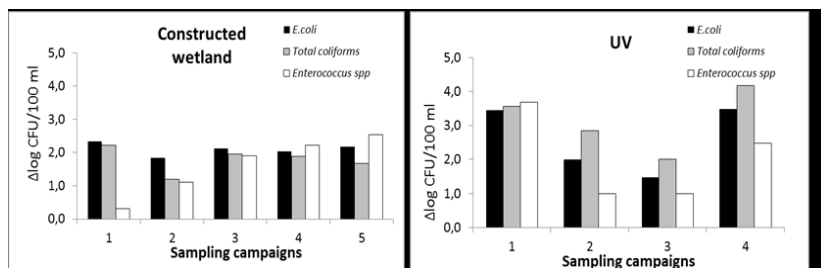 Constructed
wetland
E.coli
Total coliforms
Enterococcus spp
5,0
4,0
3,0
2,0
1,0
0,0
Δlog CFU/100 ml
1 2 3 4 5
Sampling campaigns
UV
E.coli
Total coliforms
Enterococcus spp
5,0
4,0
3,0
2,0
1,0
0,0
Δlog CFU/100 ml
1 2 3 4
Sampling campaigns